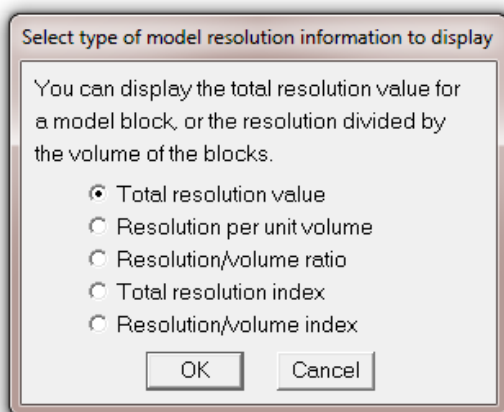 Select type of model resolution information to display
You can display the total resolution value for
a model block, or the resolution divided by
the volume of the blocks.
Total resolution value
Resolution per unit volume
Resolution/volume ratio
Total resolution index
Resolution/volume index
OK Cancel